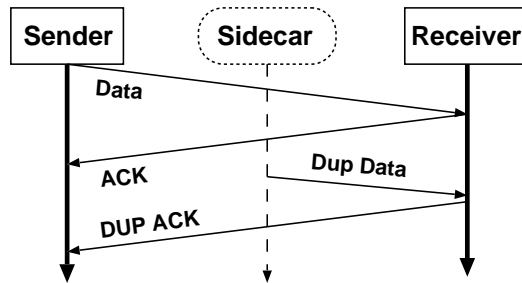 Sender
Sidecar
Receiver
Data
ACK
Dup Data
DUP ACK